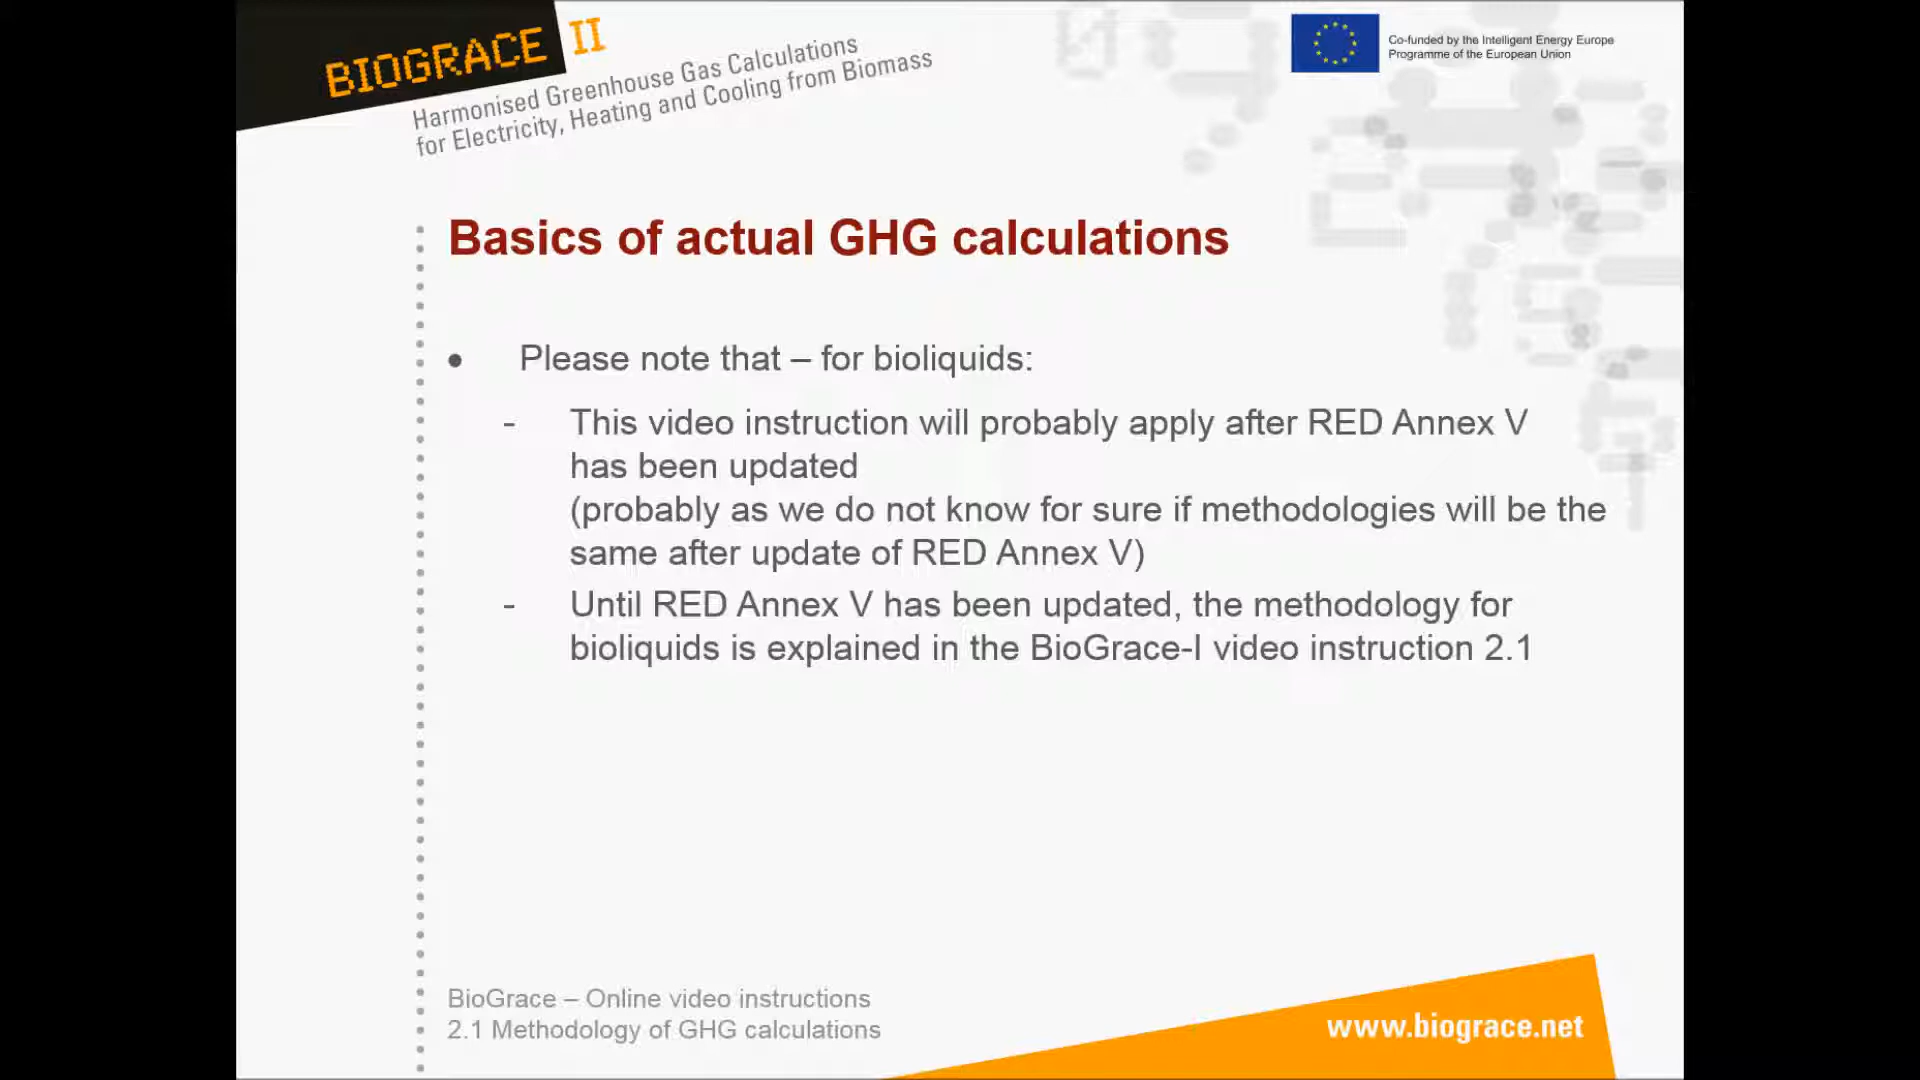 BIOGRACE II
Harmonised Greenhouse Gas Calculations
for Electricity, Heating and Cooling from Biomass
Co-funded by the Intelligent Energy Europe
Programme of the European Union
Basics of actual GHG calculations
• Please note that – for bioliquids:
- This video instruction will probably apply after RED Annex V
has been updated
(probably as we do not know for sure if methodologies will be the
same after update of RED Annex V)
- Until RED Annex V has been updated, the methodology for
bioliquids is explained in the BioGrace-I video instruction 2.1
BioGrace – Online video instructions
2.1 Methodology of GHG calculations
www.biograce.net